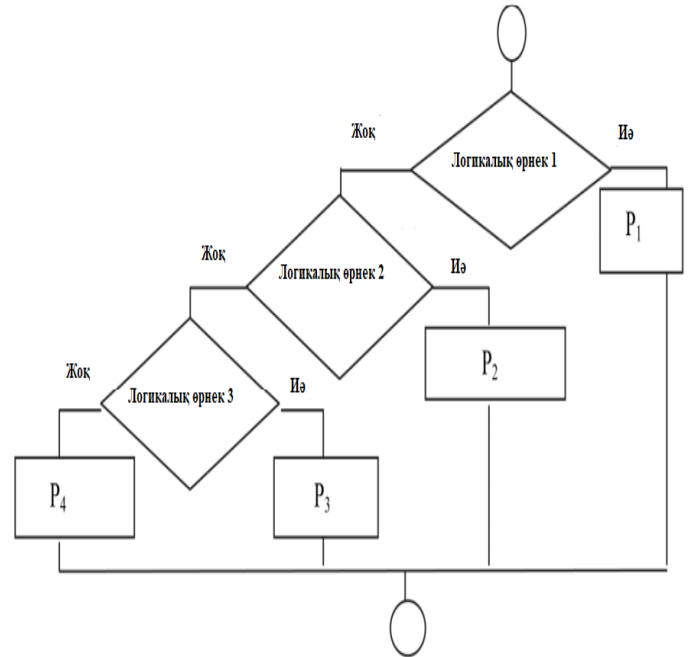 Жоқ
Иә
Логикалық өрнек 1
P₁
Жоқ
Логикалық өрнек 2
Иә
P₂
Жоқ
Логикалық өрнек 3
Иә
P₄
P₃